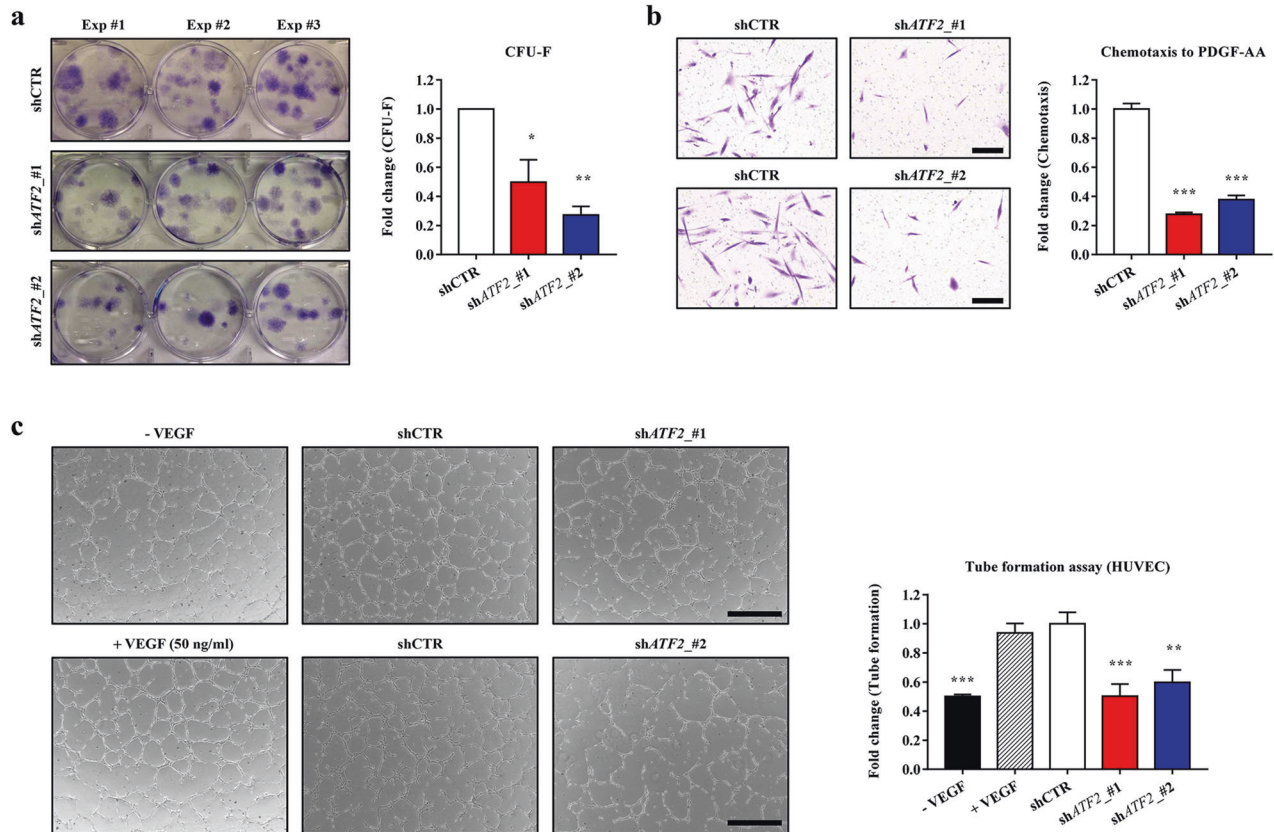 a
Exp #1 Exp #2 Exp #3
shCTR
shATF2_#1
shATF2_#2
CFU-F
Fold change (CFU-F)
1.2
1.0
0.8
0.6
0.4
0.2
0.0
*
**
shCTR
shATF2_#1
shATF2_#2
b
shCTR shATF2_#1
shCTR shATF2_#2
Chemotaxis to PDGF-AA
Fold change (Chemotaxis)
1.2
1.0
0.8
0.6
0.4
0.2
0.0
*** ***
shCTR
shATF2_#1
shATF2_#2
c
- VEGF shCTR shATF2_#1
+ VEGF (50 ng/ml) shCTR shATF2_#2
Tube formation assay (HUVEC)
Fold change (Tube formation)
1.2
1.0
0.8
0.6
0.4
0.2
0.0
*** *** **
- VEGF
+ VEGF
shCTR
shATF2_#1
shATF2_#2